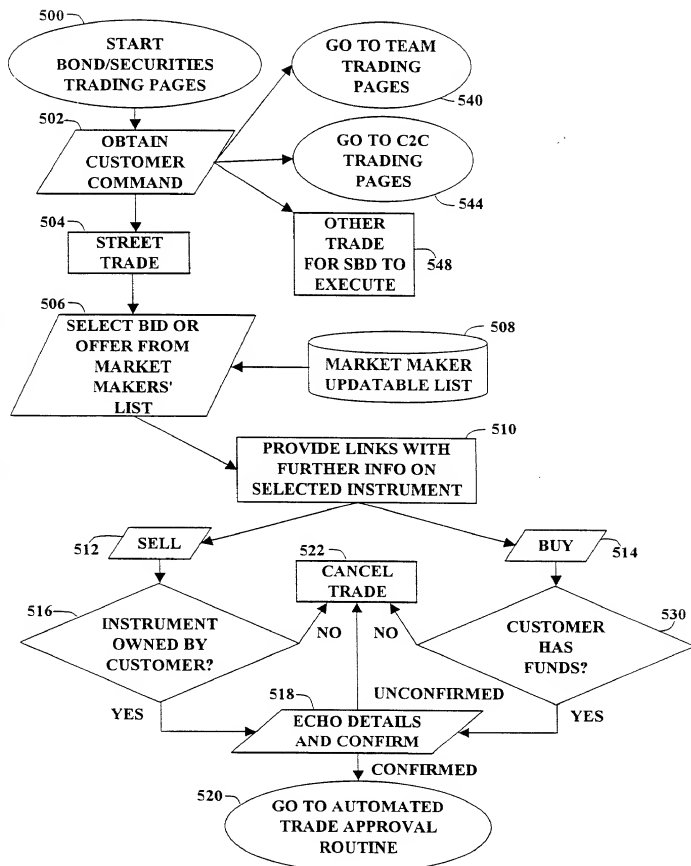 500
START
BOND/SECURITIES
TRADING PAGES
GO TO TEAM
TRADING
PAGES
540
502
OBTAIN
CUSTOMER
COMMAND
GO TO C2C
TRADING
PAGES
544
504
STREET
TRADE
OTHER
TRADE
FOR SBD TO
EXECUTE
548
506
SELECT BID OR
OFFER FROM
MARKET
MAKERS'
LIST
508
MARKET MAKER
UPDATABLE LIST
510
PROVIDE LINKS WITH
FURTHER INFO ON
SELECTED INSTRUMENT
512
SELL
522
CANCEL
TRADE
BUY
514
516
INSTRUMENT
OWNED BY
CUSTOMER?
NO
NO
530
CUSTOMER
HAS
FUNDS?
YES
518
UNCONFIRMED
YES
ECHO DETAILS
AND CONFIRM
CONFIRMED
520
GO TO AUTOMATED
TRADE APPROVAL
ROUTINE